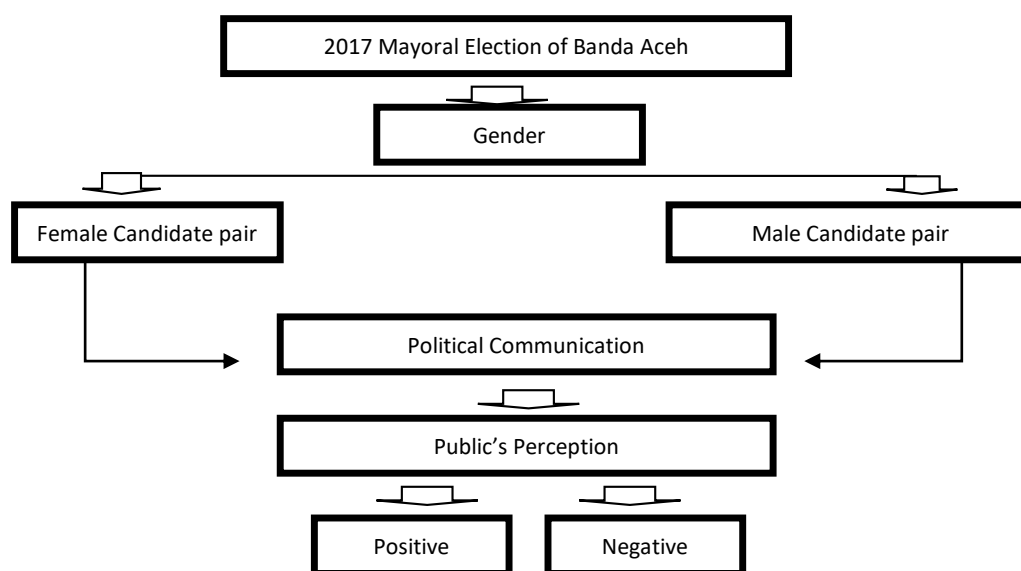 2017 Mayoral Election of Banda Aceh
Gender
Female Candidate pair
Male Candidate pair
Political Communication
Public’s Perception
Positive
Negative